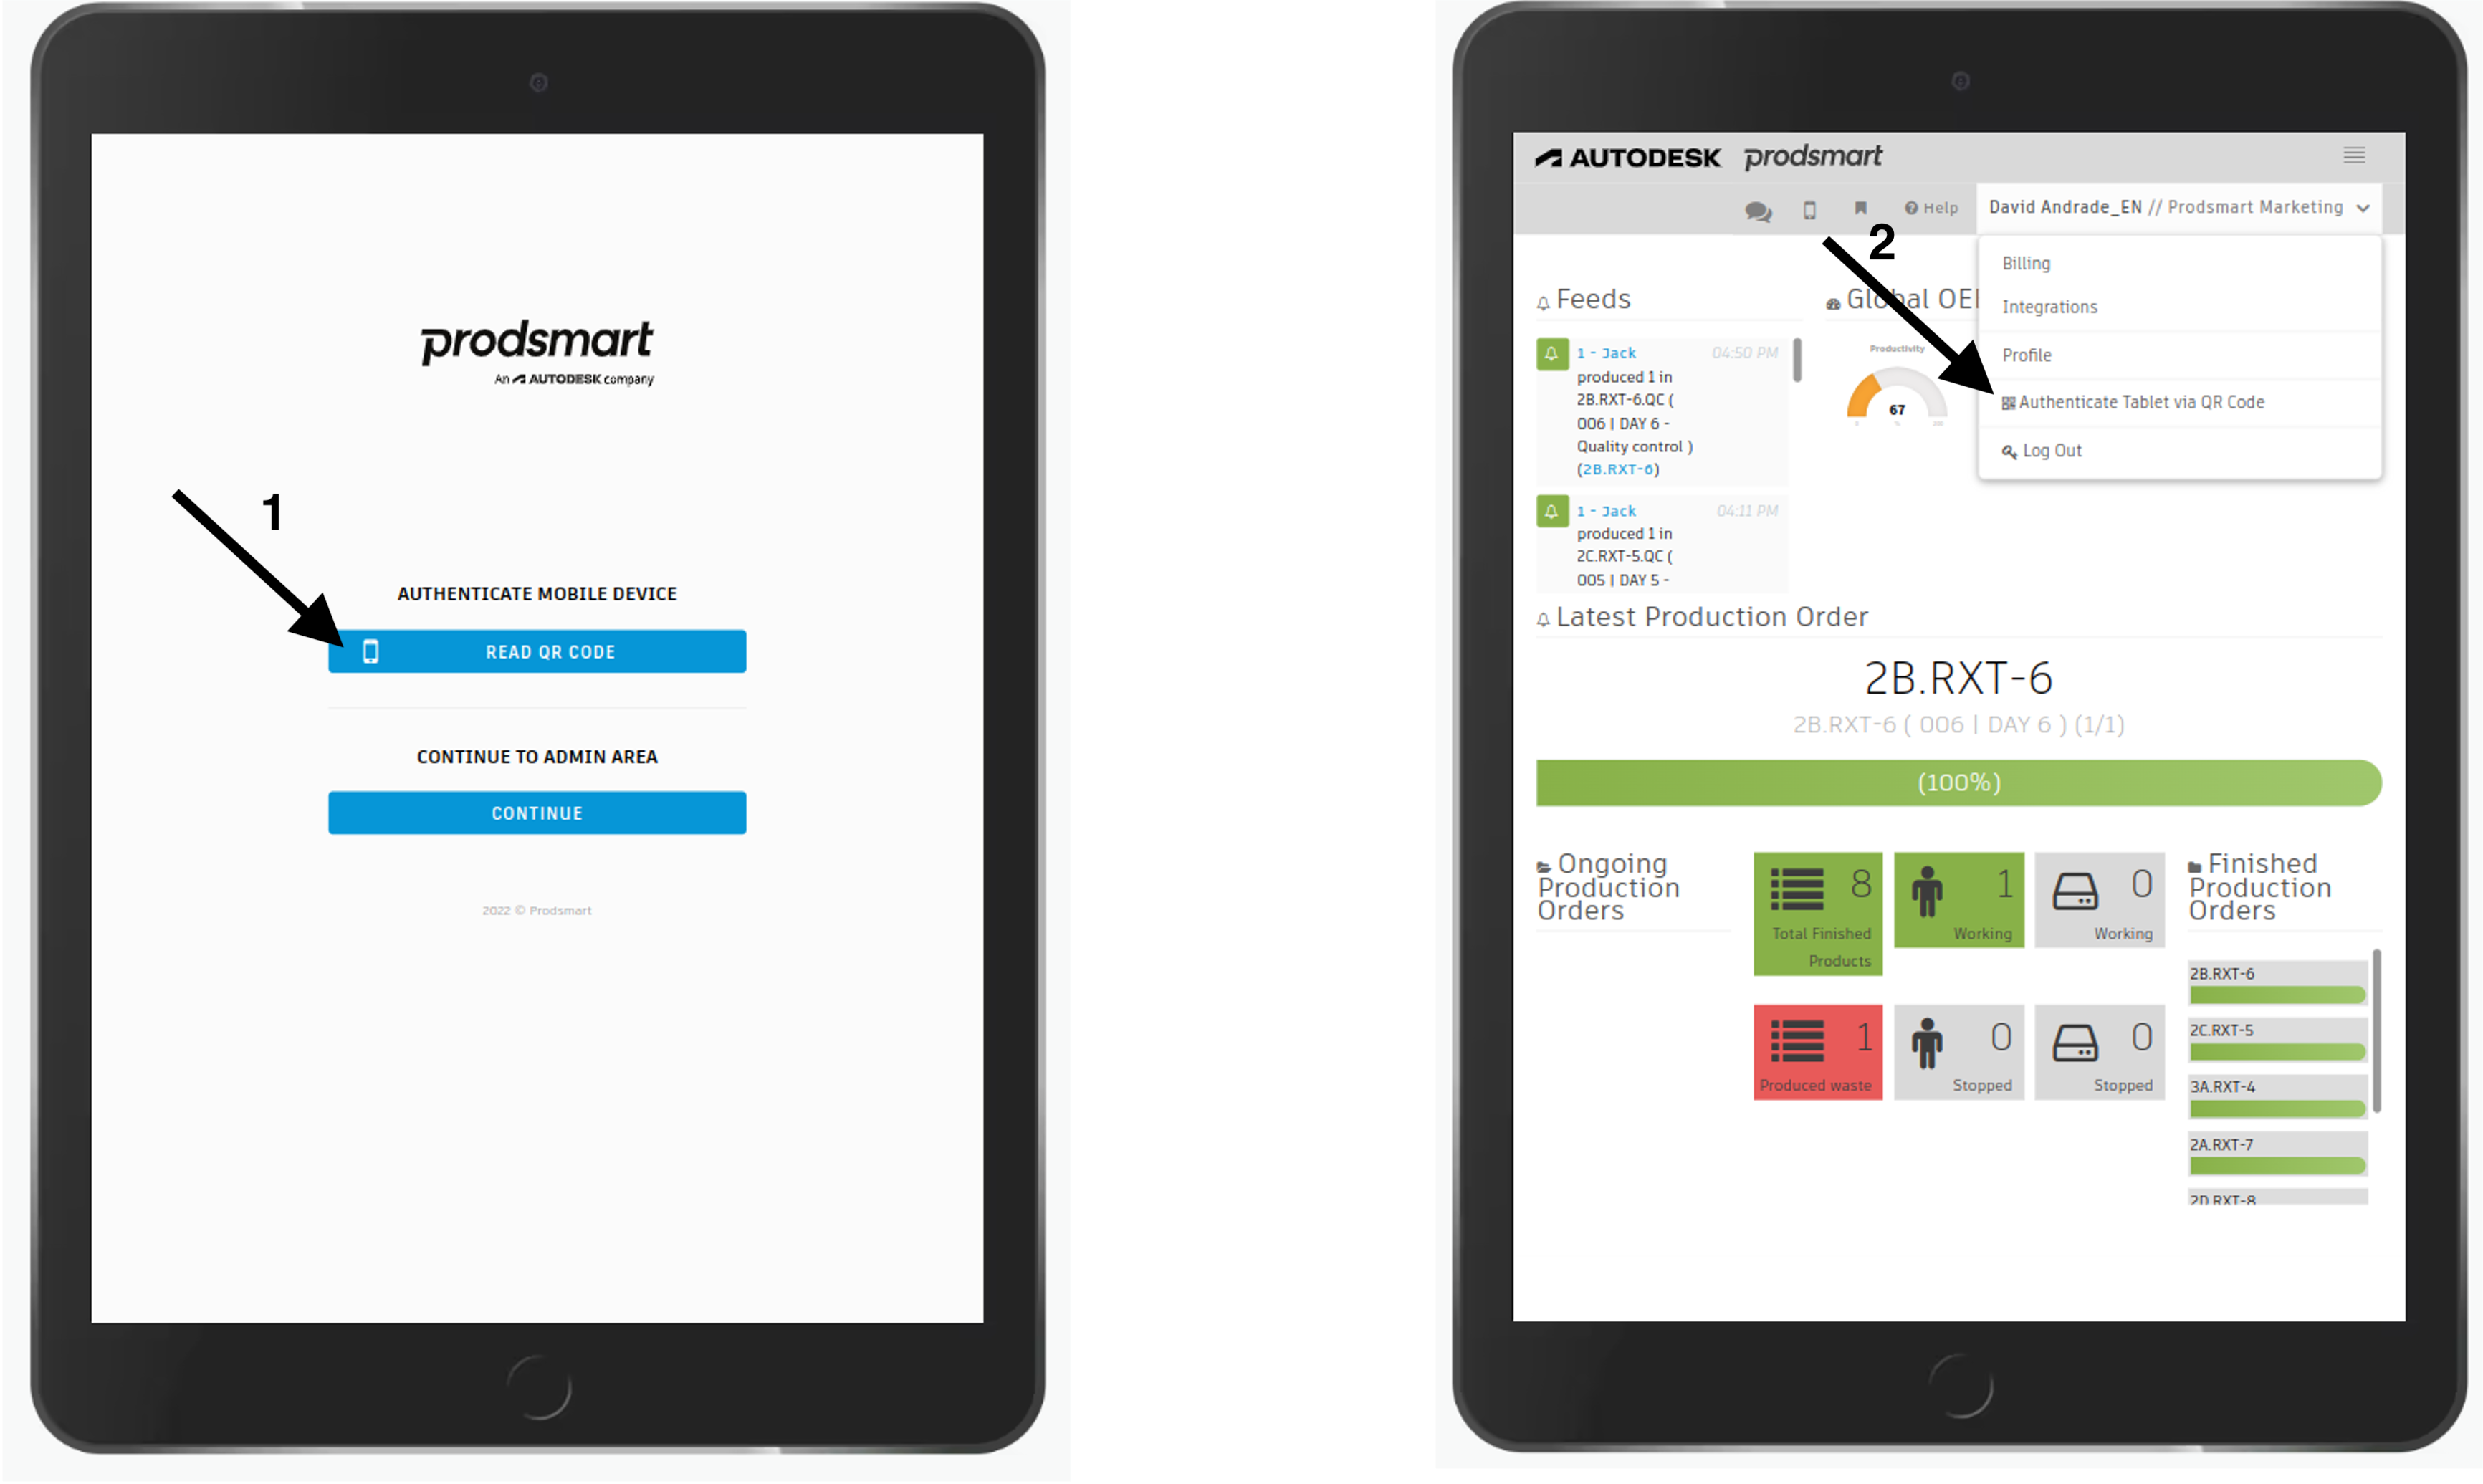 prodsmart
An AUTODESK company
1
AUTHENTICATE MOBILE DEVICE
READ QR CODE
CONTINUE TO ADMIN AREA
CONTINUE
2022 © Prodsmart
AUTODESK prodsmart
Help
David Andrade_EN // Prodsmart Marketing
2
Billing
Integrations
Profile
Authenticate Tablet via QR Code
Log Out
Feeds
1 - Jack 04:50 PM
produced 1 in
2B.RXT-6.QC (
006 | DAY 6 -
Quality control )
(2B.RXT-6)
1 - Jack 04:11 PM
produced 1 in
2C.RXT-5.QC (
005 | DAY 5 -
Global OE
Productivity
67
0 % 200
Latest Production Order
2B.RXT-6
2B.RXT-6 ( 006 | DAY 6 ) (1/1)
(100%)
Ongoing
Production
Orders
8
Total Finished
Products
1
Working
0
Working
1
Produced waste
0
Stopped
0
Stopped
Finished
Production
Orders
2B.RXT-6
2C.RXT-5
3A.RXT-4
2A.RXT-7
2D.RXT-8